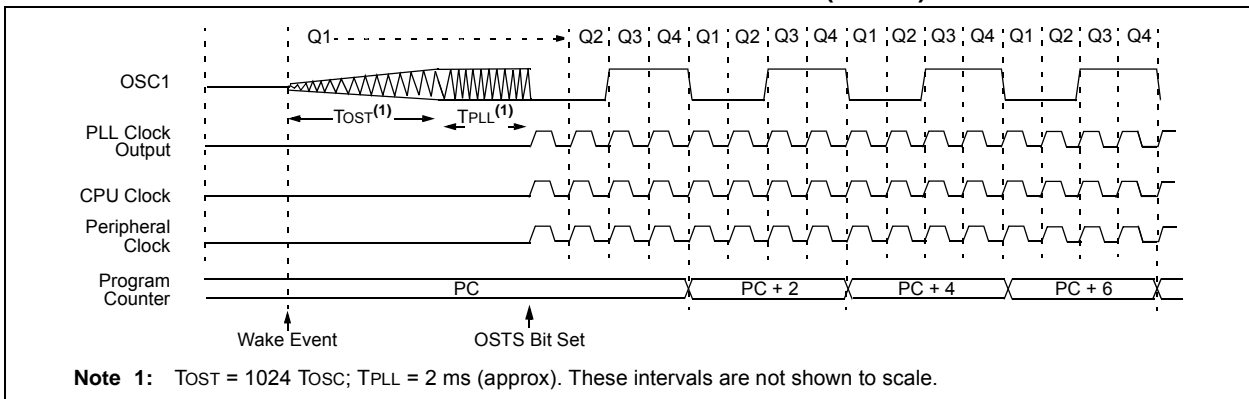 Q1 Q2 Q3 Q4 Q1 Q2 Q3 Q4 Q1 Q2 Q3 Q4 Q1 Q2 Q3 Q4
OSC1
TOST(1) TPLL(1)
PLL Clock
Output
CPU Clock
Peripheral
Clock
Program
Counter
PC PC + 2 PC + 4 PC + 6
Wake Event OSTS Bit Set
Note 1: TOST = 1024 TOSC; TPLL = 2 ms (approx). These intervals are not shown to scale.